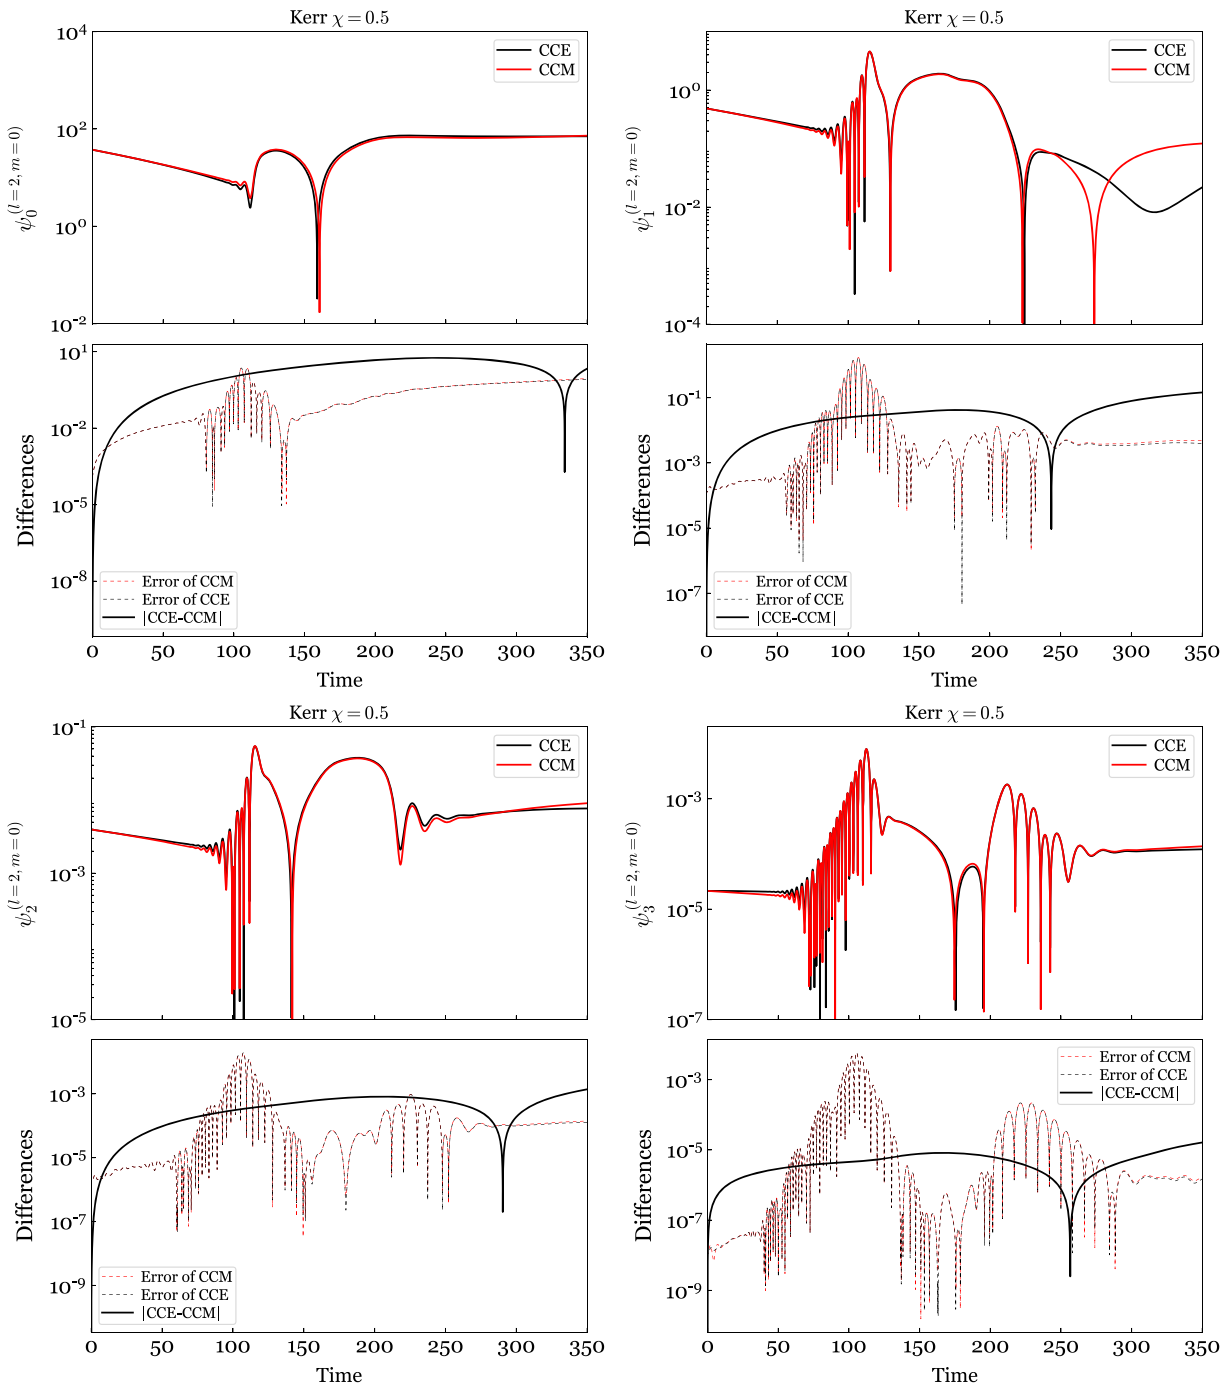 Kerr χ = 0.5
10^4
10^2
10^0
10^-2
ψ_0^(l=2, m=0)
CCE
CCM
10^1
10^-2
10^-5
10^-8
Differences
Error of CCM
Error of CCE
|CCE-CCM|
0 50 100 150 200 250 300 350
Time
Kerr χ = 0.5
10^0
10^-2
10^-4
ψ_1^(l=2, m=0)
CCE
CCM
10^-1
10^-3
10^-5
10^-7
Differences
Error of CCM
Error of CCE
|CCE-CCM|
0 50 100 150 200 250 300 350
Time
Kerr χ = 0.5
10^-1
10^-3
10^-5
ψ_2^(l=2, m=0)
CCE
CCM
10^-3
10^-5
10^-7
10^-9
Differences
Error of CCM
Error of CCE
|CCE-CCM|
0 50 100 150 200 250 300 350
Time
Kerr χ = 0.5
10^-3
10^-5
10^-7
ψ_3^(l=2, m=0)
CCE
CCM
10^-3
10^-5
10^-7
10^-9
Differences
Error of CCM
Error of CCE
|CCE-CCM|
0 50 100 150 200 250 300 350
Time